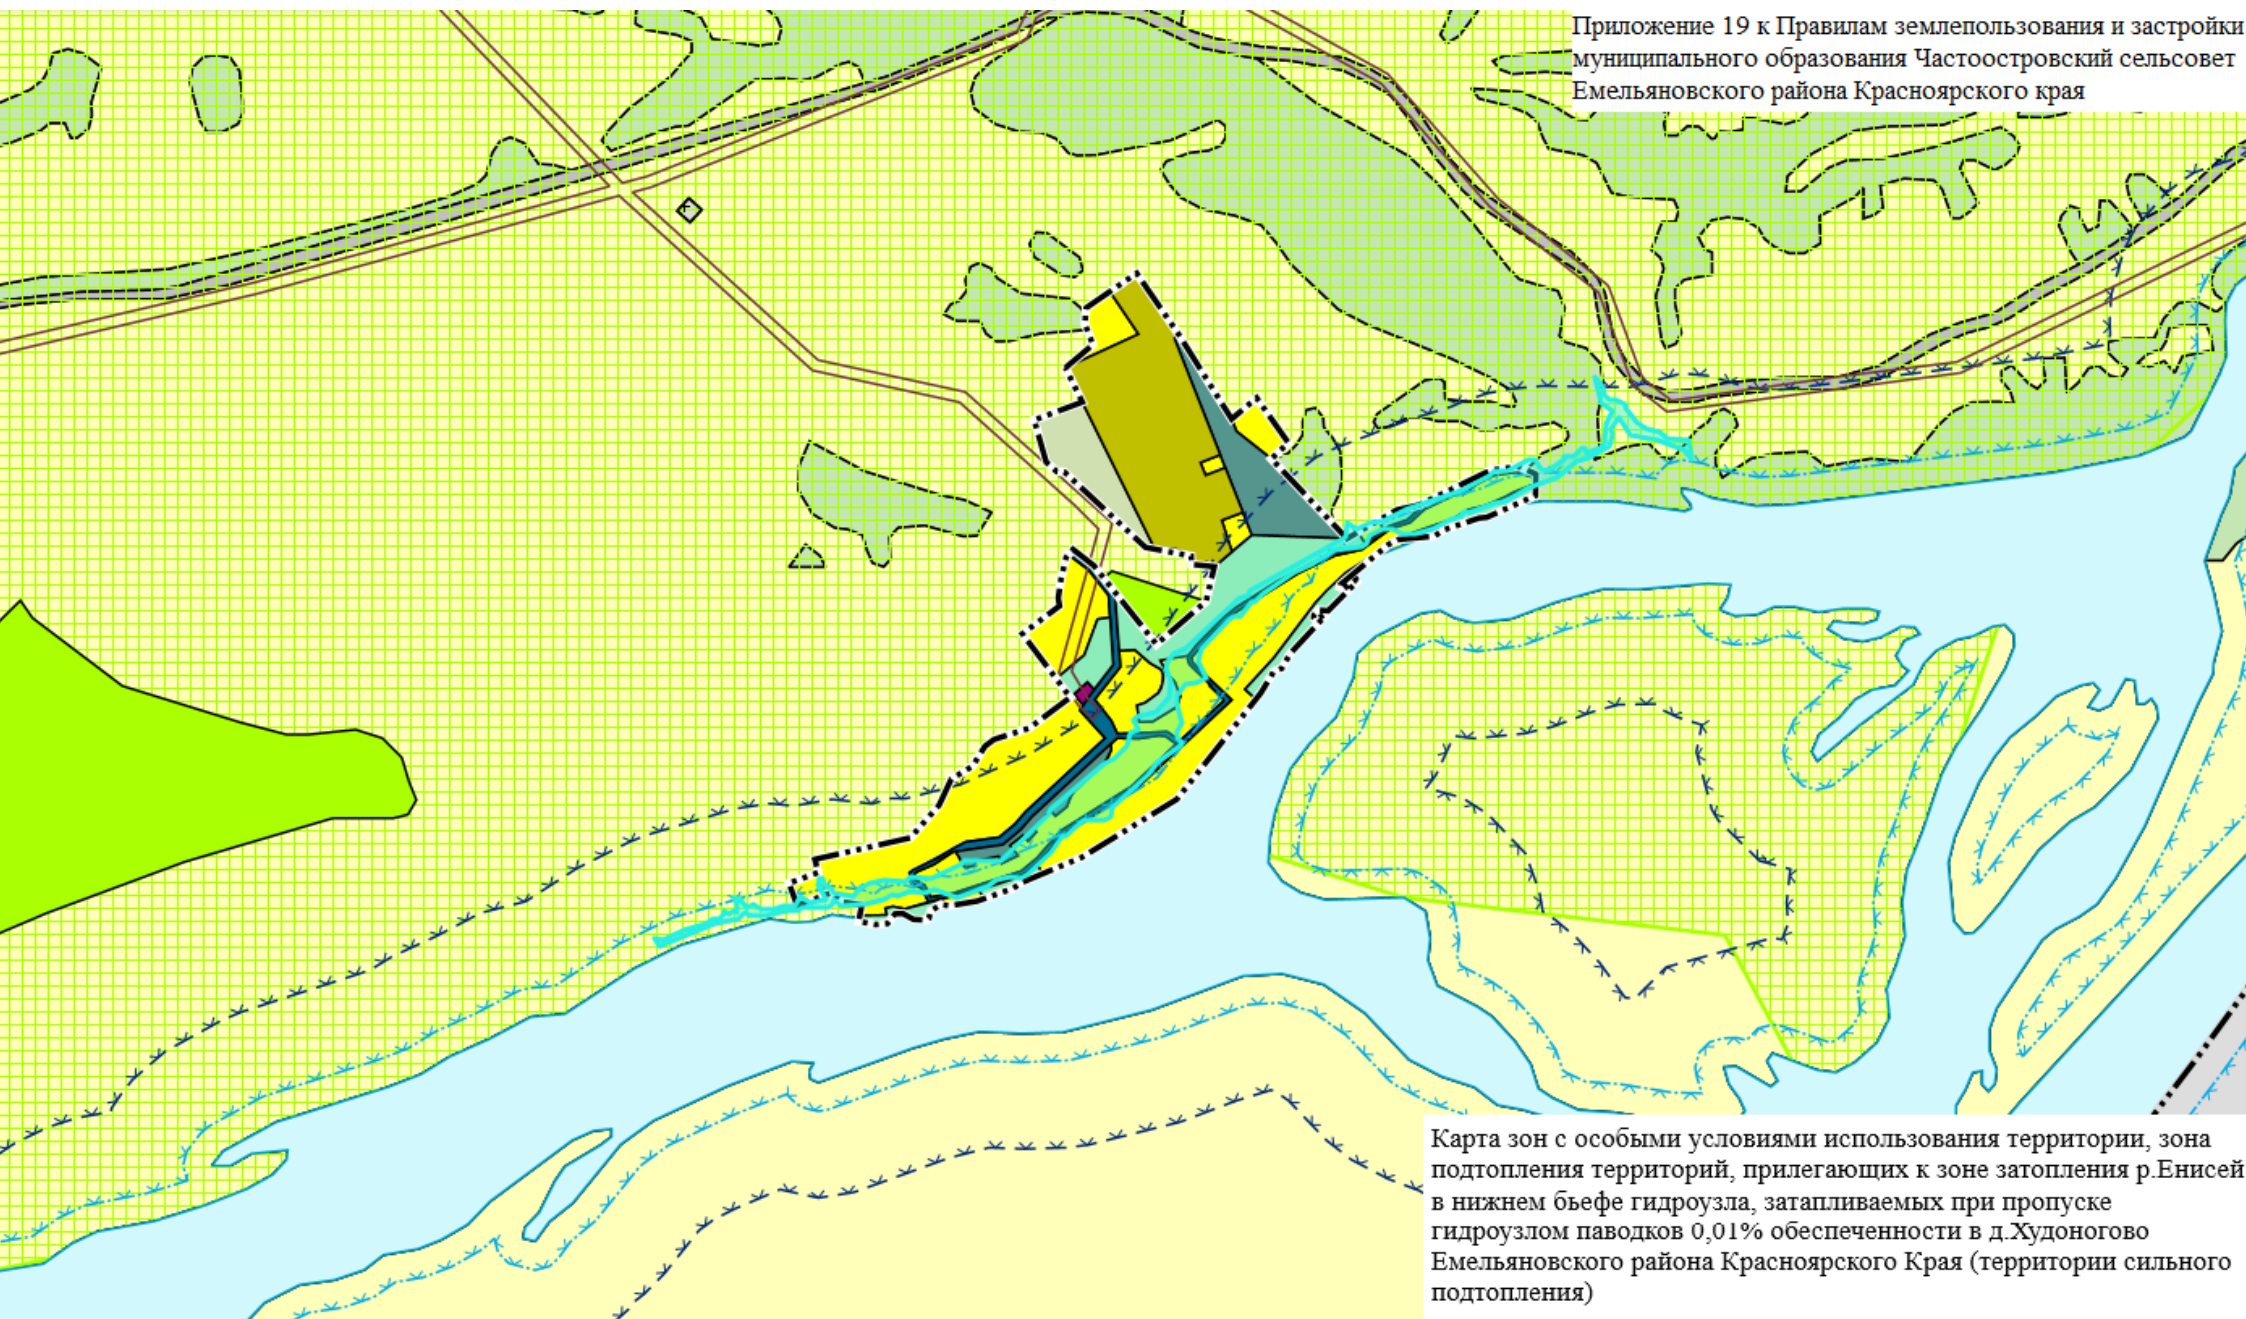 Приложение 19 к Правилам землепользования и застройки
муниципального образования Частоостровский сельсовет
Емельяновского района Красноярского края
Карта зон с особыми условиями использования территории, зона
подтопления территорий, прилегающих к зоне затопления р.Енисей
в нижнем бьефе гидроузла, затапливаемых при пропуске
гидроузлом паводков 0,01% обеспеченности в д.Худоногово
Емельяновского района Красноярского Края (территории сильного
подтопления)